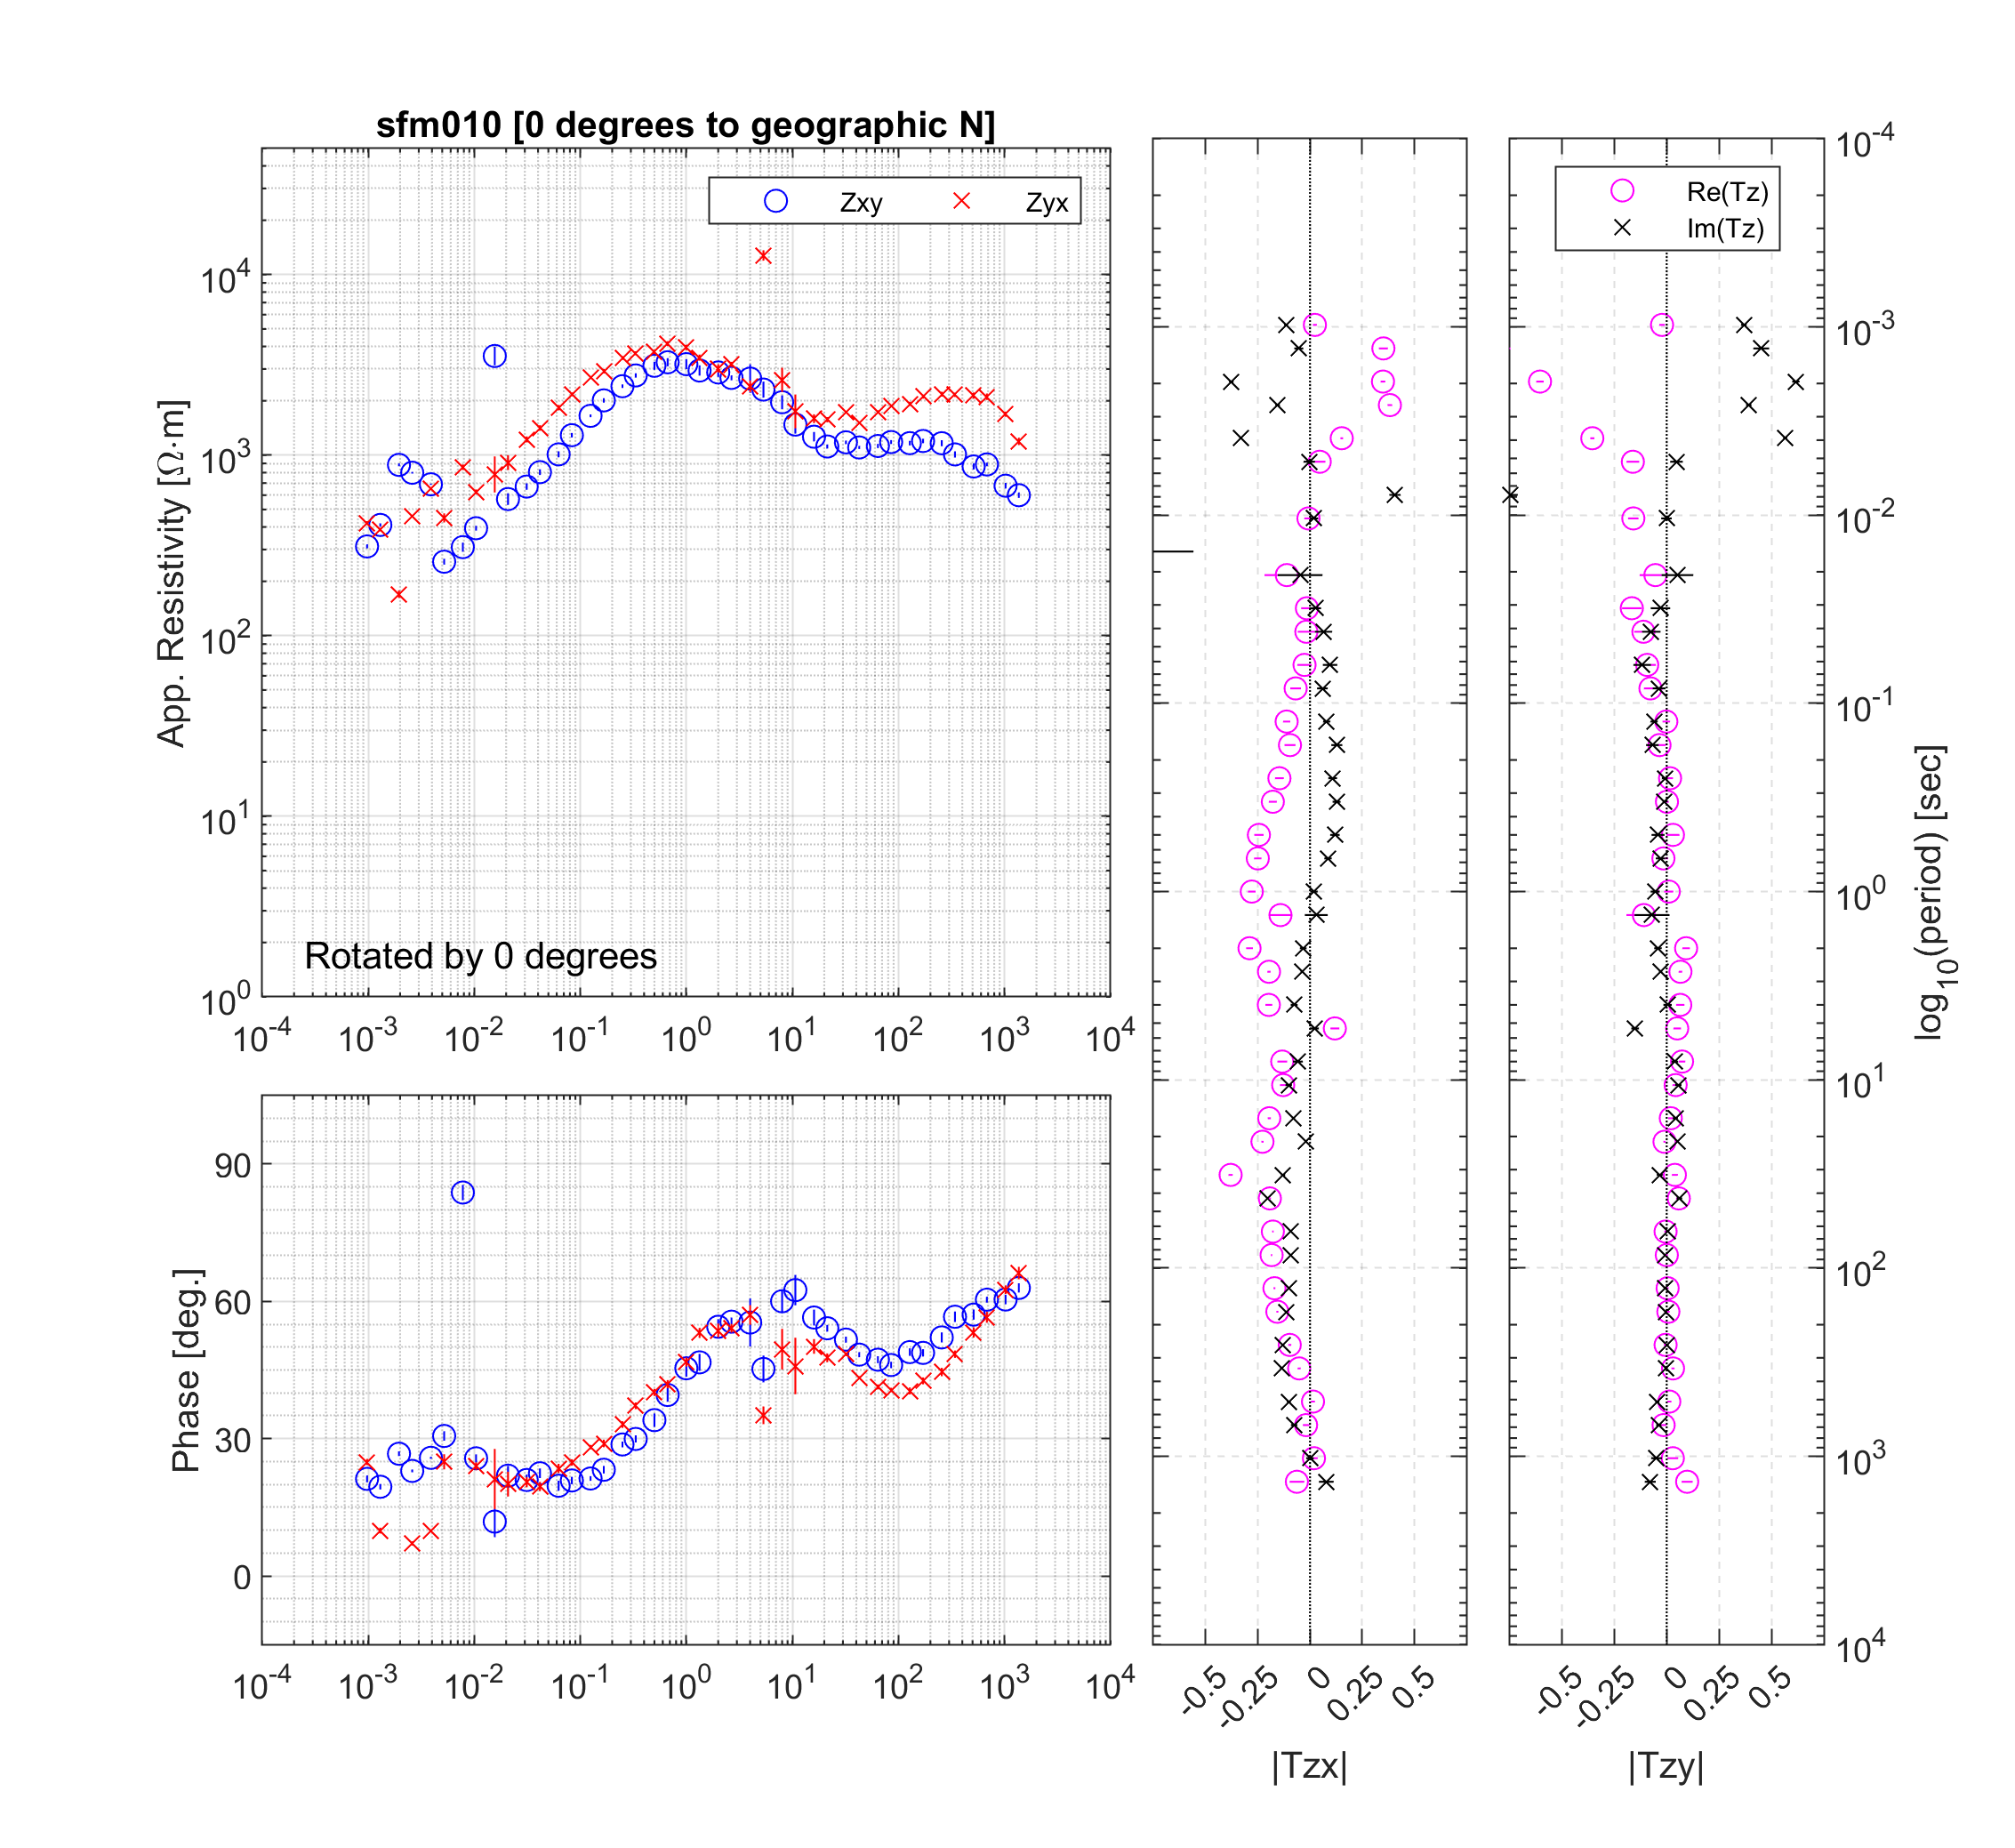 sfm010 [0 degrees to geographic N]
Zxy Zyx
App. Resistivity [Ω·m]
10^4
10^3
10^2
10^1
10^0
Rotated by 0 degrees
10^-4 10^-3 10^-2 10^-1 10^0 10^1 10^2 10^3 10^4
Phase [deg.]
90
60
30
0
10^-4 10^-3 10^-2 10^-1 10^0 10^1 10^2 10^3 10^4
-0.5 -0.25 0 0.25 0.5
|Tzx|
Re(Tz)
Im(Tz)
10^-4
10^-3
10^-2
10^-1
10^0
10^1
10^2
10^3
10^4
log10(period) [sec]
-0.5 -0.25 0 0.25 0.5
|Tzy|